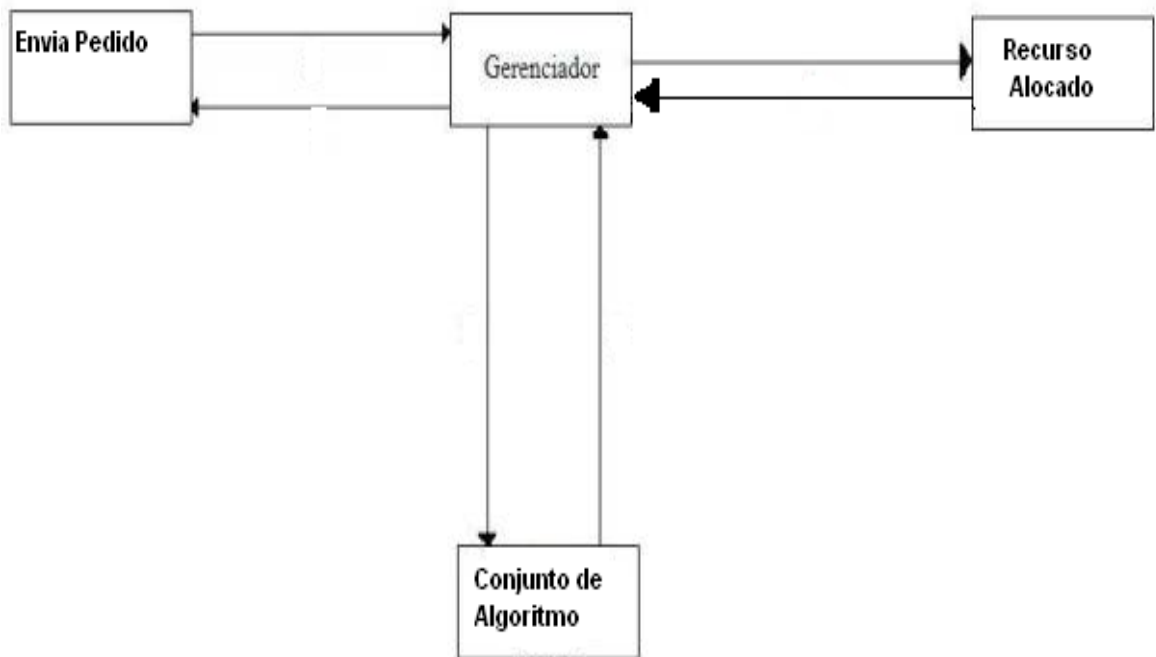 Envia Pedido
Gerenciador
Recurso
Alocado
Conjunto de
Algoritmo